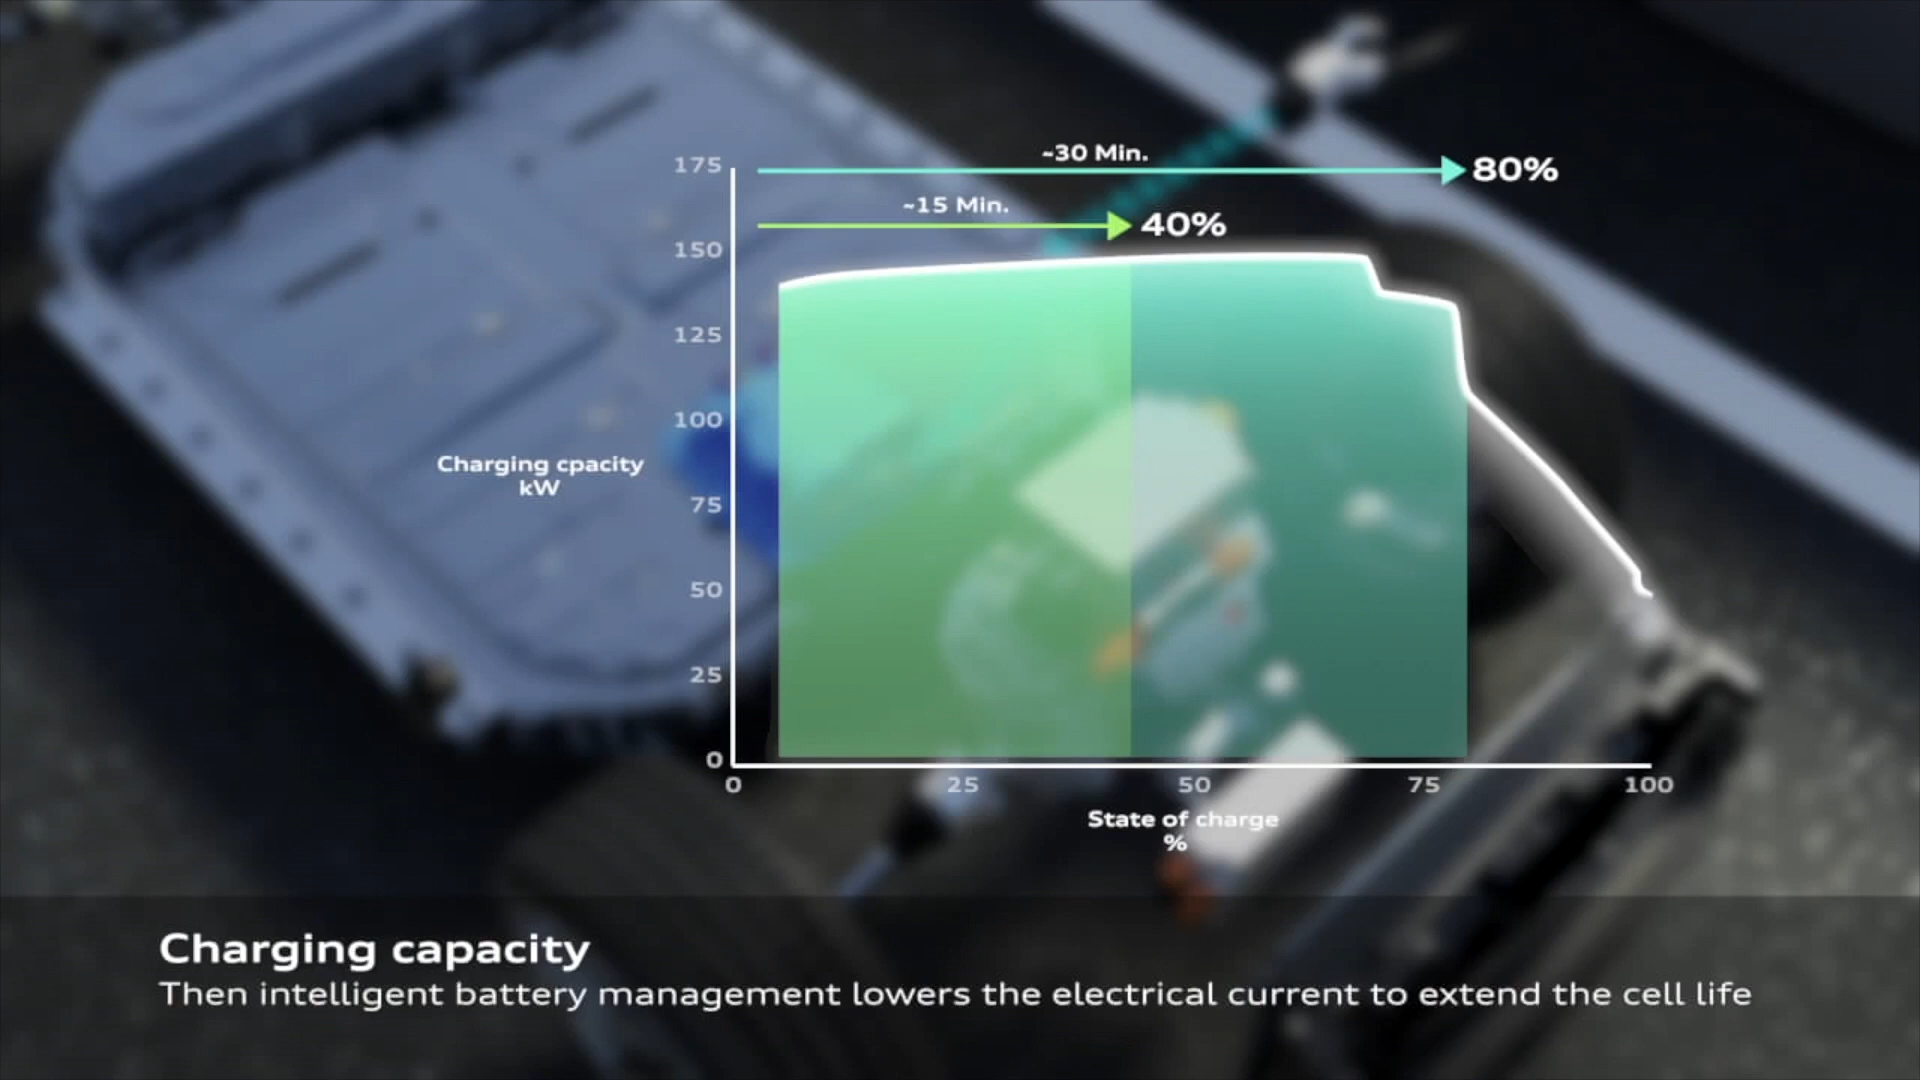 ~30 Min.
80%
175
~15 Min.
40%
150
125
100
Charging cpacity
kW
75
50
25
0
0 25 50 75 100
State of charge
%
Charging capacity
Then intelligent battery management lowers the electrical current to extend the cell life